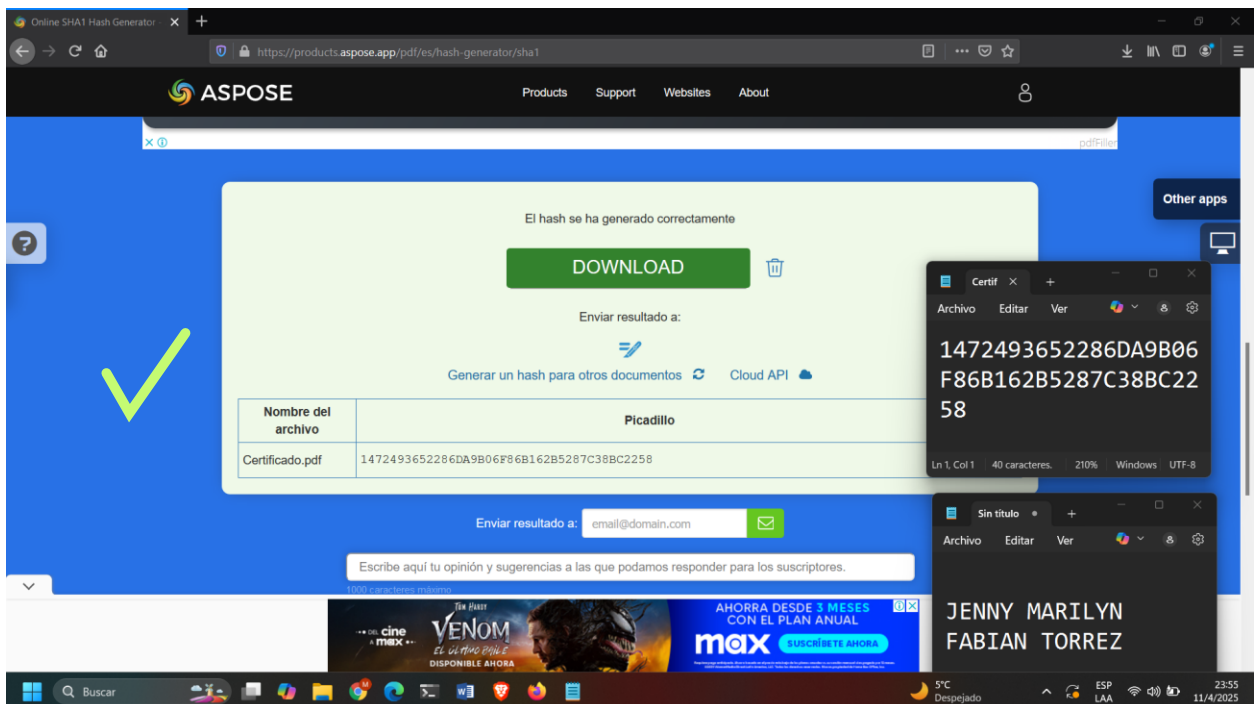 Online SHA1 Hash Generator -
https://products.aspose.app/pdf/es/hash-generator/sha1
ASPOSE
Products Support Websites About
pdfFiller
Other apps
El hash se ha generado correctamente
DOWNLOAD
Enviar resultado a:
Generar un hash para otros documentos Cloud API
Nombre del archivo Picadillo
Certificado.pdf 1472493652286DA9B06F86B162B5287C38BC2258
Enviar resultado a: email@domain.com
Escribe aquí tu opinión y sugerencias a las que podamos responder para los suscriptores.
1000 caracteres máximo
Certif
Archivo Editar Ver
1472493652286DA9B06
F86B162B5287C38BC22
58
Ln 1, Col 1 40 caracteres. 210% Windows UTF-8
Sin título
Archivo Editar Ver
JENNY MARILYN
FABIAN TORREZ
EN cine
A max
TOM HARDY
VENOM
EL ÚLTIMO BAILE
DISPONIBLE AHORA
AHORRA DESDE 3 MESES
CON EL PLAN ANUAL
max SUSCRÍBETE AHORA
Buscar
5°C
Despejado
ESP
LAA
23:55
11/4/2025